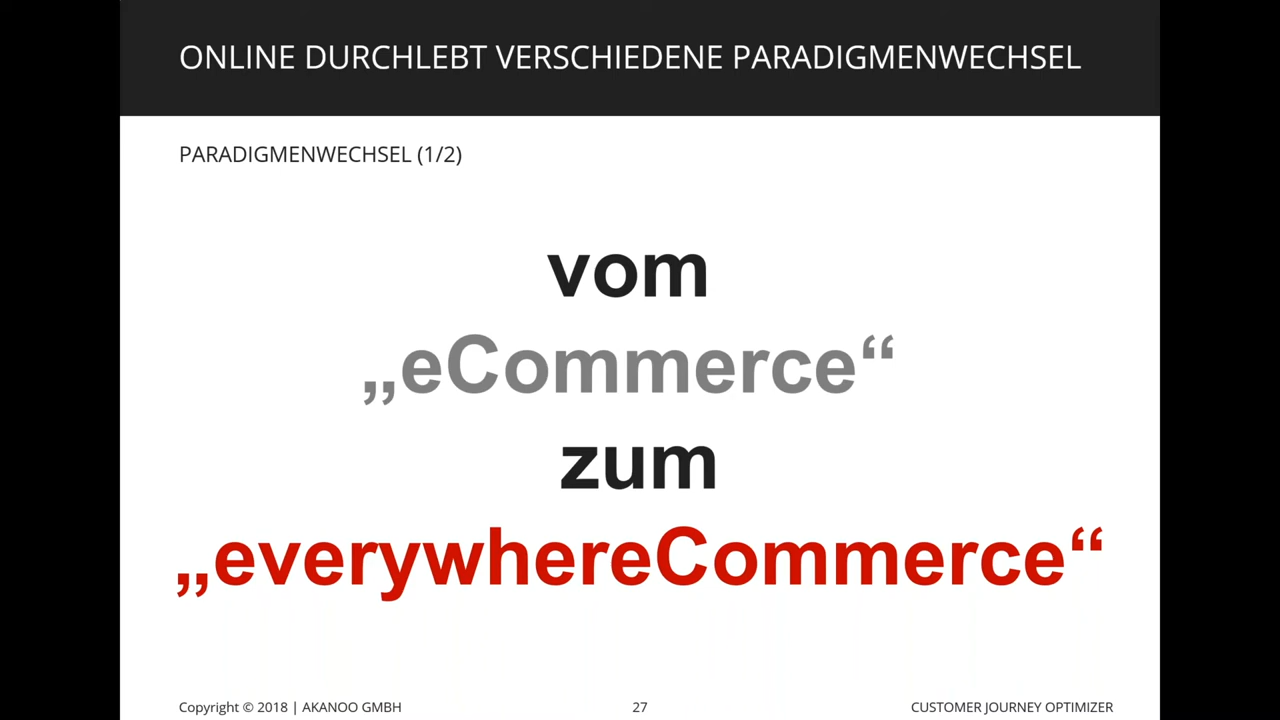 ONLINE DURCHLEBT VERSCHIEDENE PARADIGMENWECHSEL
PARADIGMENWECHSEL (1/2)
vom
„eCommerce“
zum
„everywhereCommerce“
Copyright © 2018 | AKANOO GMBH
27
CUSTOMER JOURNEY OPTIMIZER